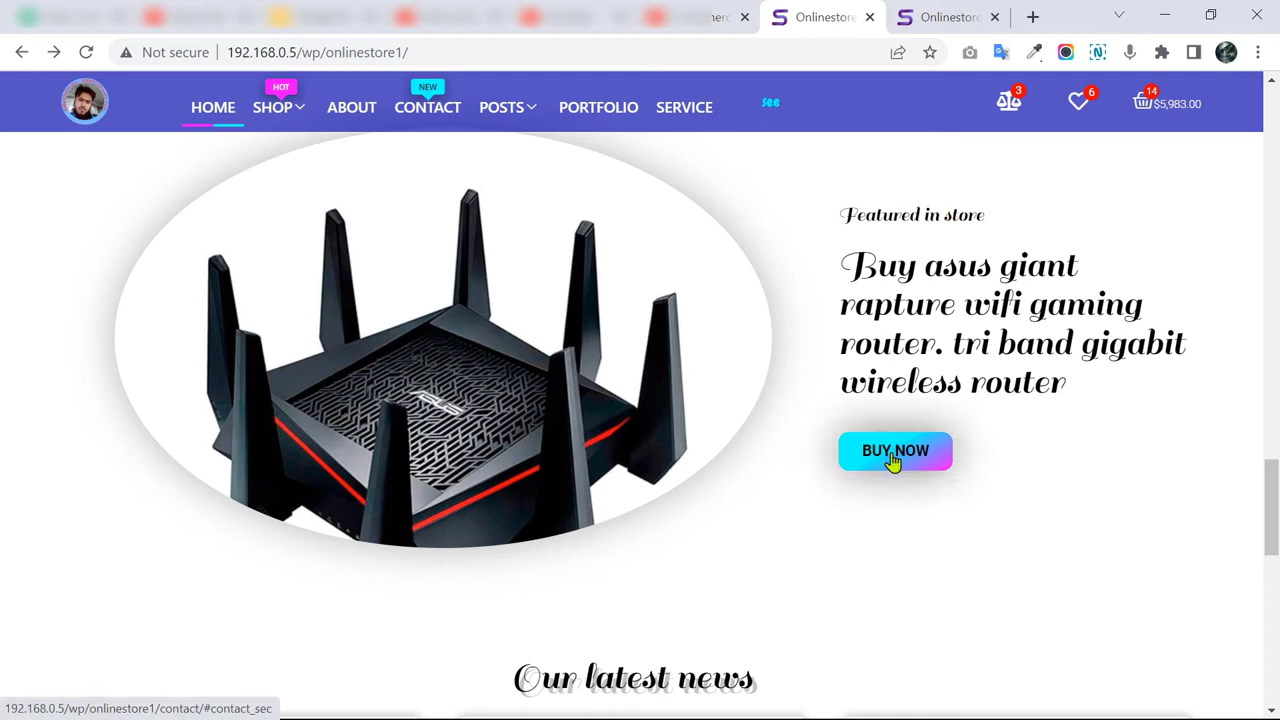 Onlinestore
Onlinestore
Not secure
192.168.0.5/wp/onlinestore1/
HOT
NEW
HOME
SHOP
ABOUT
CONTACT
POSTS
PORTFOLIO
SERVICE
see
3
6
14
$5,983.00
Featured in store
Buy asus giant
rapture wifi gaming
router. tri band gigabit
wireless router
BUY NOW
Our latest news
192.168.0.5/wp/onlinestore1/contact/#contact_sec